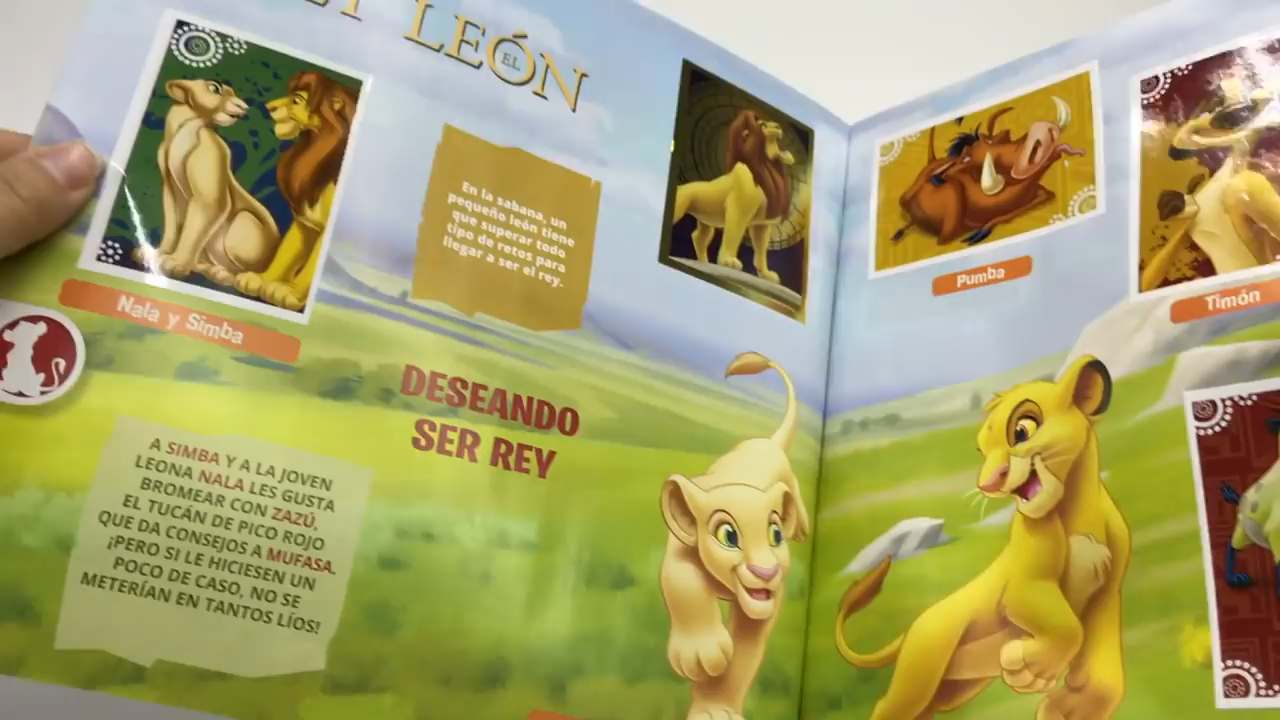 LEÓN
EL
En la sabana, un
pequeño león tiene
que superar todo
tipo de retos para
llegar a ser el rey.
Nala y Simba
Pumba
Timón
DESEANDO
SER REY
A SIMBA Y A LA JOVEN
LEONA NALA LES GUSTA
BROMEAR CON ZAZÚ,
EL TUCÁN DE PICO ROJO
QUE DA CONSEJOS A MUFASA.
¡PERO SI LE HICIESEN UN
POCO DE CASO, NO SE
METERÍAN EN TANTOS LÍOS!